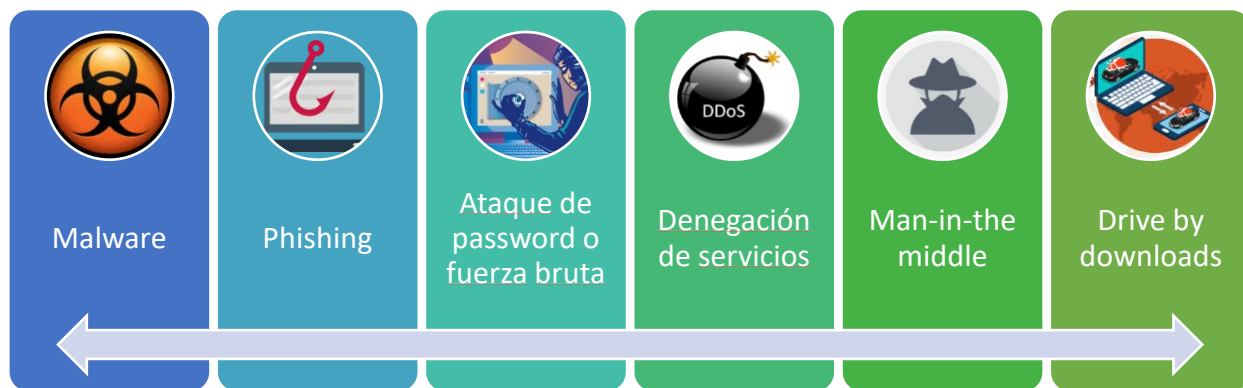 Malware
Phishing
Ataque de
password o
fuerza bruta
DDoS
Denegación
de servicios
Man-in-the
middle
Drive by
downloads